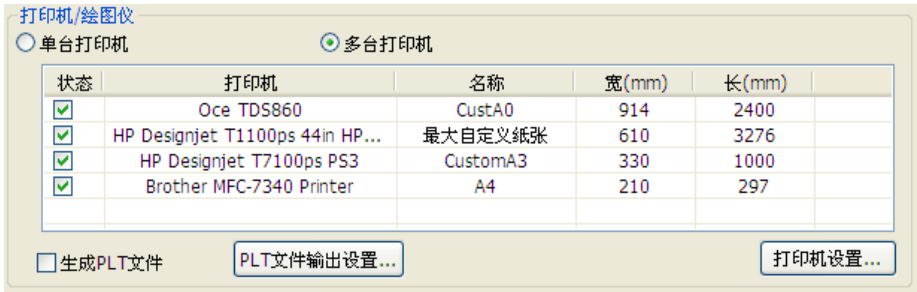 打印机/绘图仪
单台打印机 多台打印机
状态 打印机 名称 宽(mm) 长(mm)
Oce TDS860 CustA0 914 2400
HP Designjet T1100ps 44in HP... 最大自定义纸张 610 3276
HP Designjet T7100ps PS3 CustomA3 330 1000
Brother MFC-7340 Printer A4 210 297
生成PLT文件 PLT文件输出设置... 打印机设置...